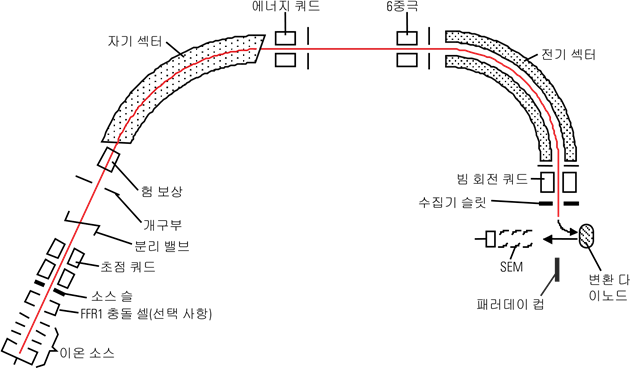 에너지 쿼드
6중극
자기 섹터
전기 섹터
험 보상
빔 회전 쿼드
개구부
수집기 슬릿
분리 밸브
초점 쿼드
SEM
변환 다
이노드
소스 슬
패러데이 컵
FFR1 충돌 셀(선택 사항)
이온 소스